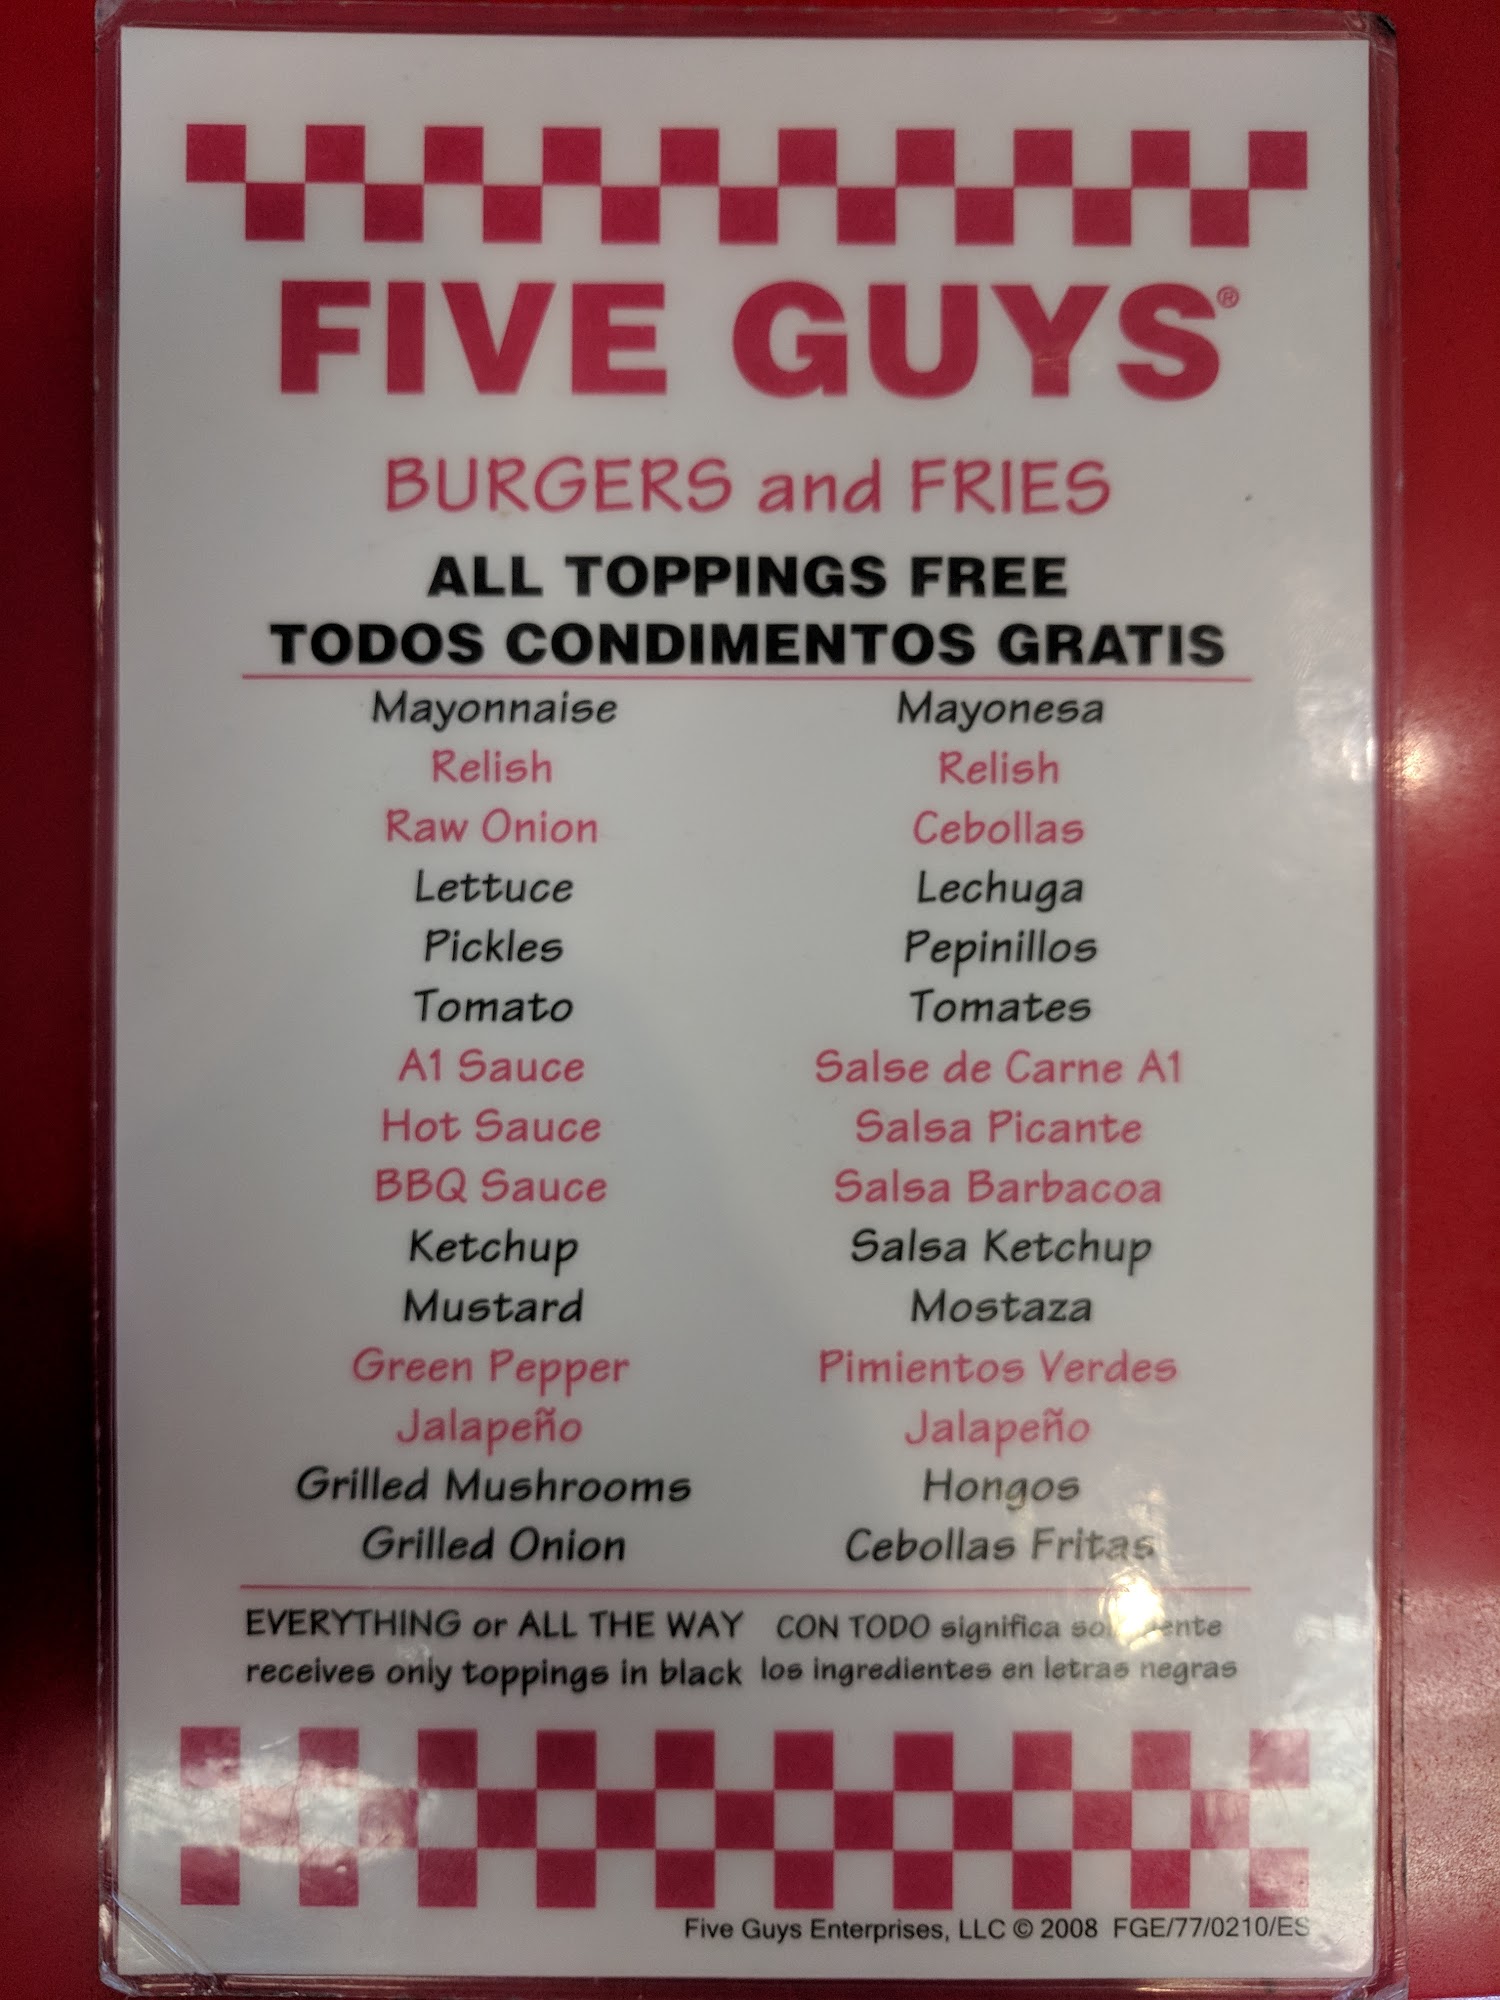 FIVE GUYS®
BURGERS and FRIES
ALL TOPPINGS FREE
TODOS CONDIMENTOS GRATIS
Mayonnaise Mayonesa
Relish Relish
Raw Onion Cebollas
Lettuce Lechuga
Pickles Pepinillos
Tomato Tomates
A1 Sauce Salse de Carne A1
Hot Sauce Salsa Picante
BBQ Sauce Salsa Barbacoa
Ketchup Salsa Ketchup
Mustard Mostaza
Green Pepper Pimientos Verdes
Jalapeño Jalapeño
Grilled Mushrooms Hongos
Grilled Onion Cebollas Fritas
EVERYTHING or ALL THE WAY CON TODO significa
receives only toppings in black los ingredientes en letras negras
Five Guys Enterprises, LLC © 2008 FGE/77/0210/ES